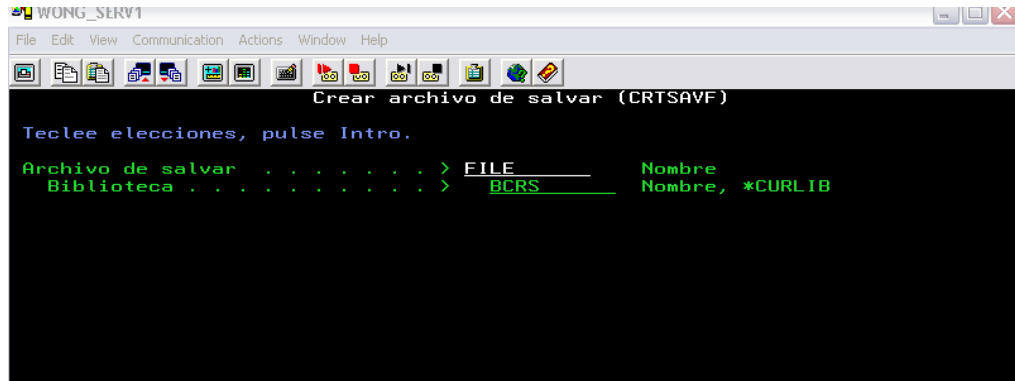 WONG_SERV1
File Edit View Communication Actions Window Help
Crear archivo de salvar (CRTSAVF)
Teclee elecciones, pulse Intro.
Archivo de salvar . . . . . . . > FILE Nombre
Biblioteca . . . . . . . . . . > BCRS Nombre, *CURLIB